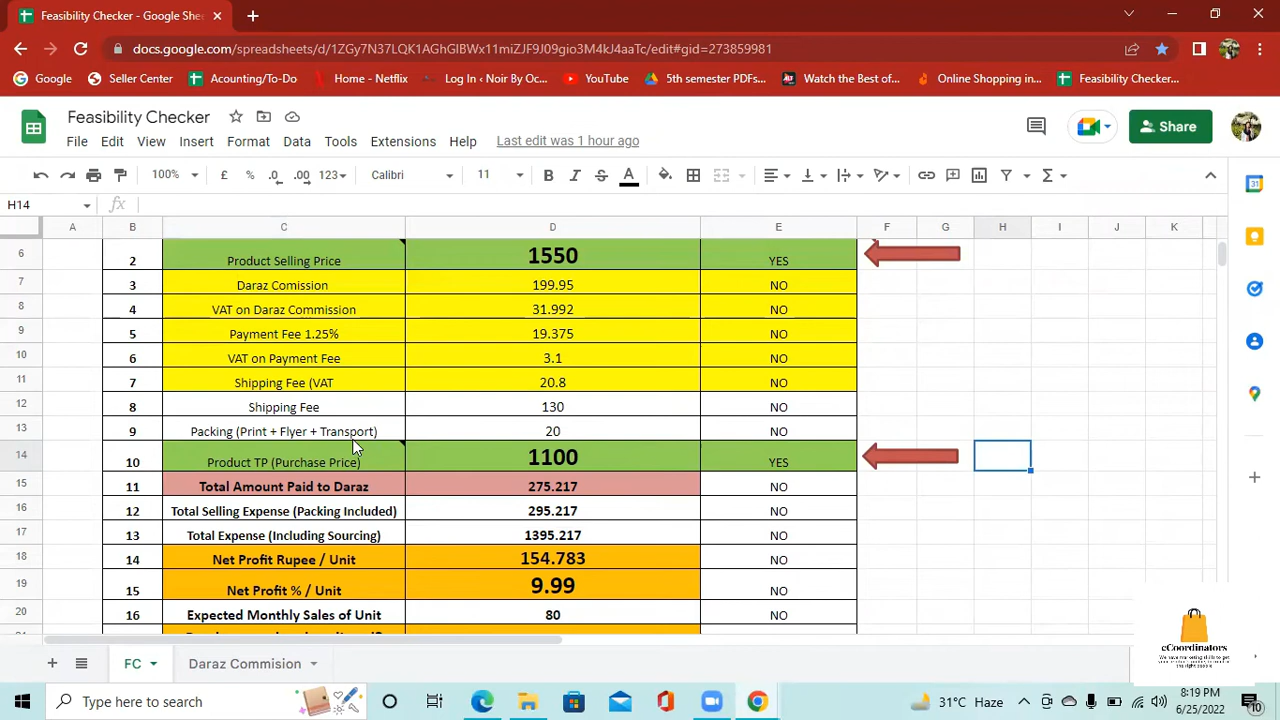 Feasibility Checker - Google She
docs.google.com/spreadsheets/d/1ZGy7N37LQK1AGhGlBWx11miZJF9J09gio3M4kJ4aaTc/edit#gid=273859981
Google Seller Center Acounting/To-Do Home - Netflix Log In ‹ Noir By Oc... YouTube 5th semester PDFs... Watch the Best of... Online Shopping in... Feasibility Checker...
Feasibility Checker
File Edit View Insert Format Data Tools Extensions Help Last edit was 1 hour ago
Share
100% £ % .0 .00 123 Calibri 11 B I S A
H14 fx
A B C D E F G H I J K
6 2 Product Selling Price 1550 YES
7 3 Daraz Comission 199.95 NO
8 4 VAT on Daraz Commission 31.992 NO
9 5 Payment Fee 1.25% 19.375 NO
10 6 VAT on Payment Fee 3.1 NO
11 7 Shipping Fee (VAT 20.8 NO
12 8 Shipping Fee 130 NO
13 9 Packing (Print + Flyer + Transport) 20 NO
14 10 Product TP (Purchase Price) 1100 YES
15 11 Total Amount Paid to Daraz 275.217 NO
16 12 Total Selling Expense (Packing Included) 295.217 NO
17 13 Total Expense (Including Sourcing) 1395.217 NO
18 14 Net Profit Rupee / Unit 154.783 NO
19 15 Net Profit % / Unit 9.99 NO
20 16 Expected Monthly Sales of Unit 80 NO
eCoordinators
FC Daraz Commision
Type here to search
31°C Haze
8:19 PM
6/25/2022
10